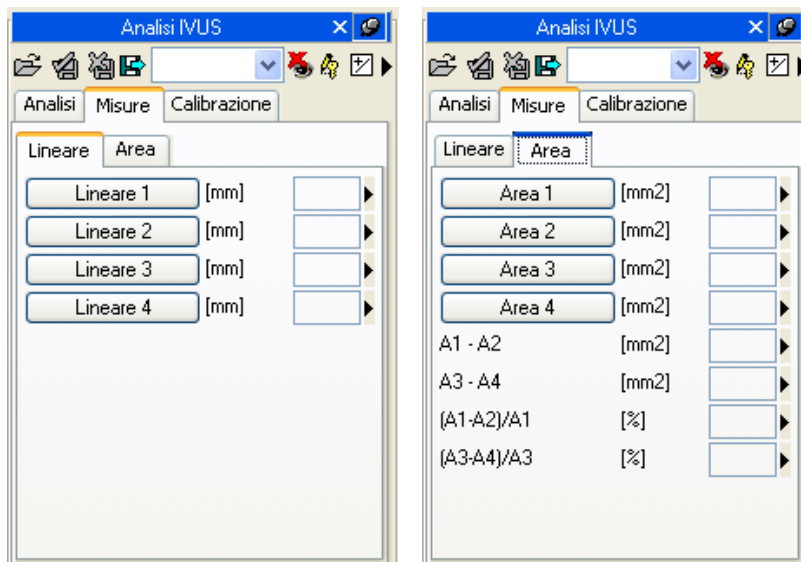 Analisi IVUS
Analisi Misure Calibrazione
Lineare Area
Lineare 1 [mm]
Lineare 2 [mm]
Lineare 3 [mm]
Lineare 4 [mm]
Analisi IVUS
Analisi Misure Calibrazione
Lineare Area
Area 1 [mm2]
Area 2 [mm2]
Area 3 [mm2]
Area 4 [mm2]
A1 - A2 [mm2]
A3 - A4 [mm2]
(A1-A2)/A1 [%]
(A3-A4)/A3 [%]